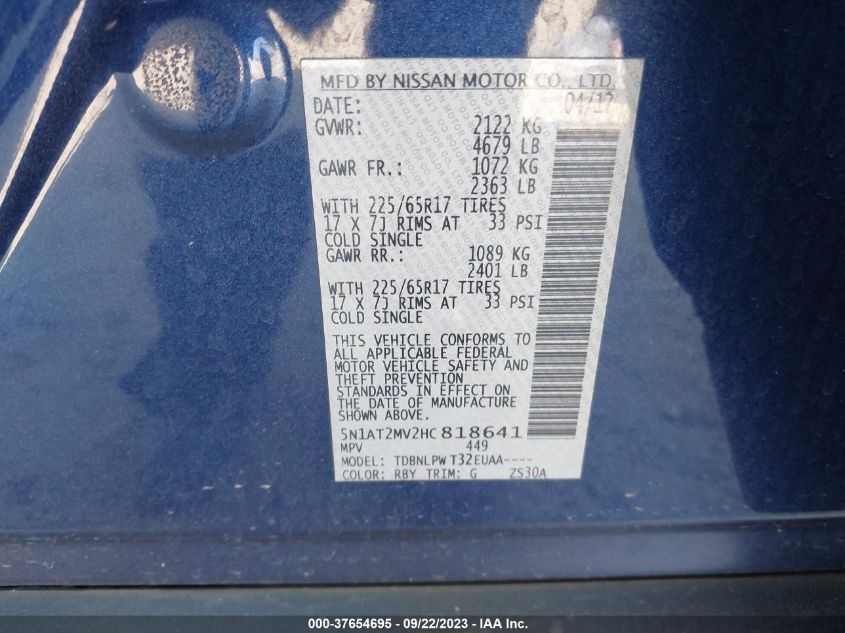 MFD BY NISSAN MOTOR CO., LTD.
DATE: 04/17
GVWR: 2122 KG
4679 LB
GAWR FR.: 1072 KG
2363 LB
WITH 225/65R17 TIRES
17 X 7J RIMS AT 33 PSI
COLD SINGLE
GAWR RR.: 1089 KG
2401 LB
WITH 225/65R17 TIRES
17 X 7J RIMS AT 33 PSI
COLD SINGLE
THIS VEHICLE CONFORMS TO
ALL APPLICABLE FEDERAL
MOTOR VEHICLE SAFETY AND
THEFT PREVENTION
STANDARDS IN EFFECT ON
THE DATE OF MANUFACTURE
SHOWN ABOVE.
5N1AT2MV2HC818641
MPV 449
MODEL: TDBNLPW T32EUAA----
COLOR: RBY TRIM: G ZS30A
000-37654695 - 09/22/2023 - IAA, Inc.